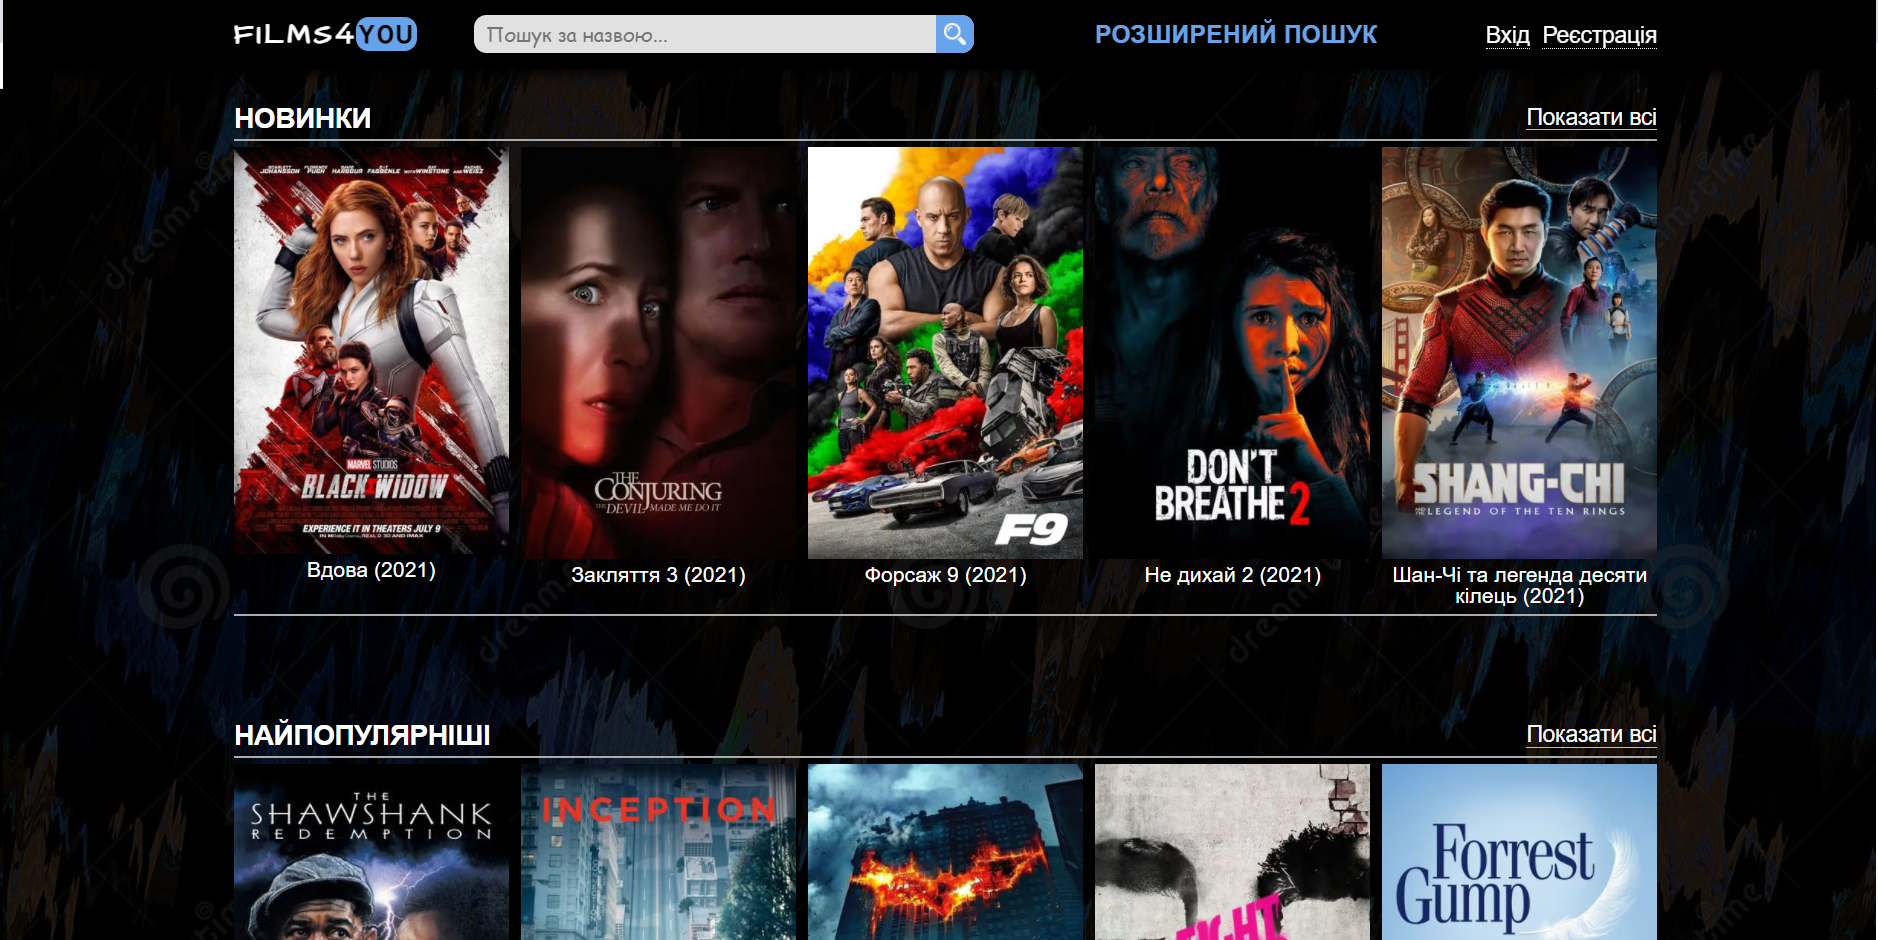 FILMS4YOU
Пошук за назвою...
РОЗШИРЕНИЙ ПОШУК
Вхід Реєстрація
НОВИНКИ
Показати всі
SCARLETT JOHANSSON FLORENCE PUGH DAVID HARBOUR O-T FAGBENLE WITH RAY WINSTONE AND RACHEL WEISZ
MARVEL STUDIOS
BLACK WIDOW
EXPERIENCE IT IN THEATERS JULY 9
THE
CONJURING
THE DEVIL MADE ME DO IT
F9
DON'T
BREATHE 2
SHANG-CHI
AND THE LEGEND OF THE TEN RINGS
Вдова (2021)
Закляття 3 (2021)
Форсаж 9 (2021)
Не дихай 2 (2021)
Шан-Чі та легенда десяти
кілець (2021)
НАЙПОПУЛЯРНІШІ
Показати всі
THE
SHAWSHANK
REDEMPTION
INCEPTION
FIGHT
Forrest
Gump
dreamstime